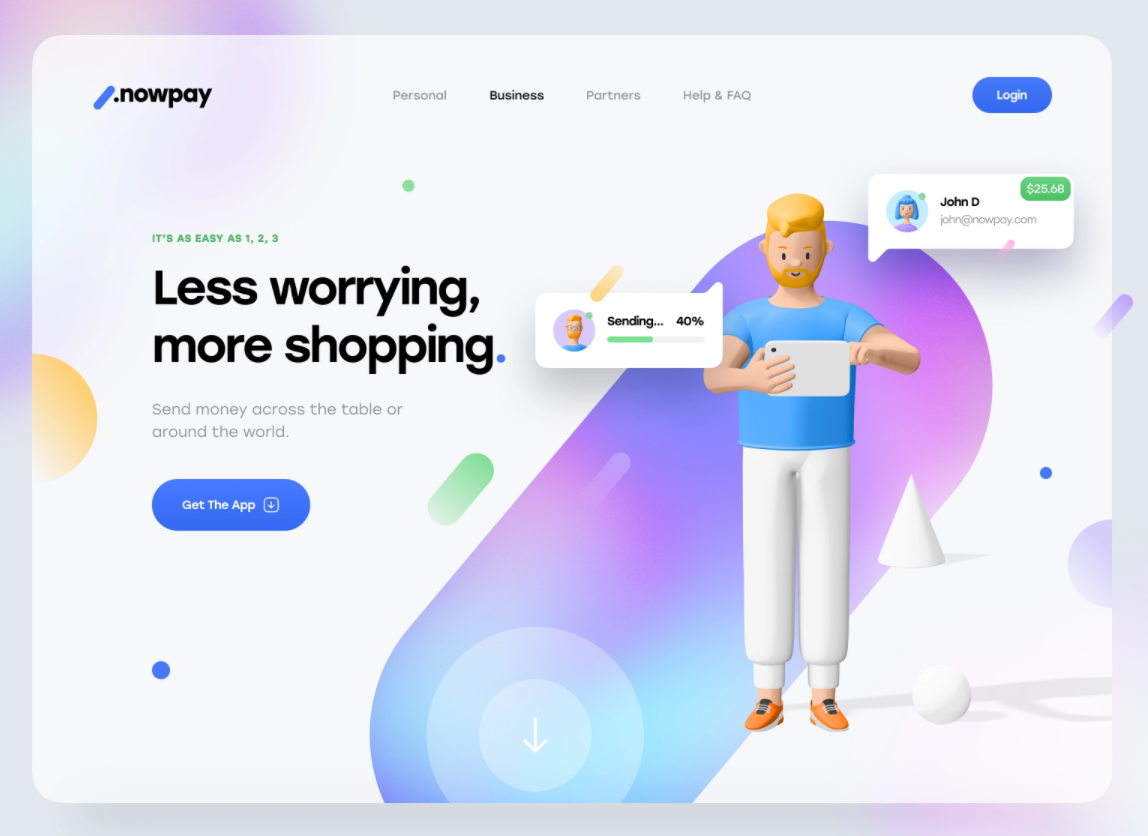 .nowpay
Personal
Business
Partners
Help & FAQ
Login
$25.68
John D
john@nowpay.com
IT'S AS EASY AS 1, 2, 3
Less worrying,
more shopping.
Sending... 40%
Send money across the table or
around the world.
Get The App